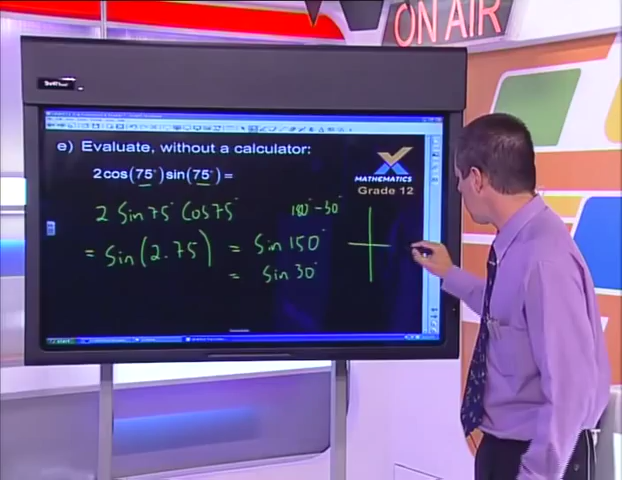 ON AIR
e) Evaluate, without a calculator:
2cos(75°)sin(75°)=
MATHEMATICS
Grade 12
2 Sin 75° Cos 75°
180° - 30°
= Sin(2.75) = Sin 150°
= Sin 30°